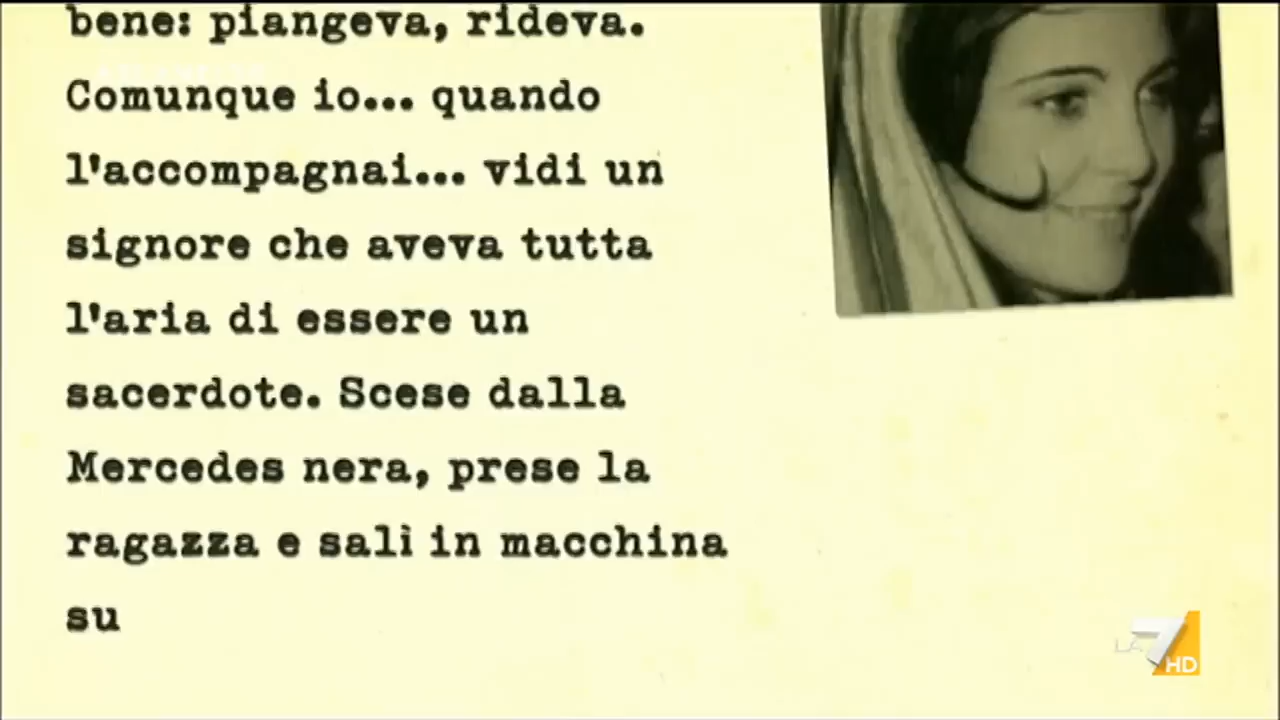 bene: piangeva, rideva.
Comunque io... quando
l'accompagnai... vidi un
signore che aveva tutta
l'aria di essere un
sacerdote. Scese dalla
Mercedes nera, prese la
ragazza e salì in macchina
su
LA7
HD